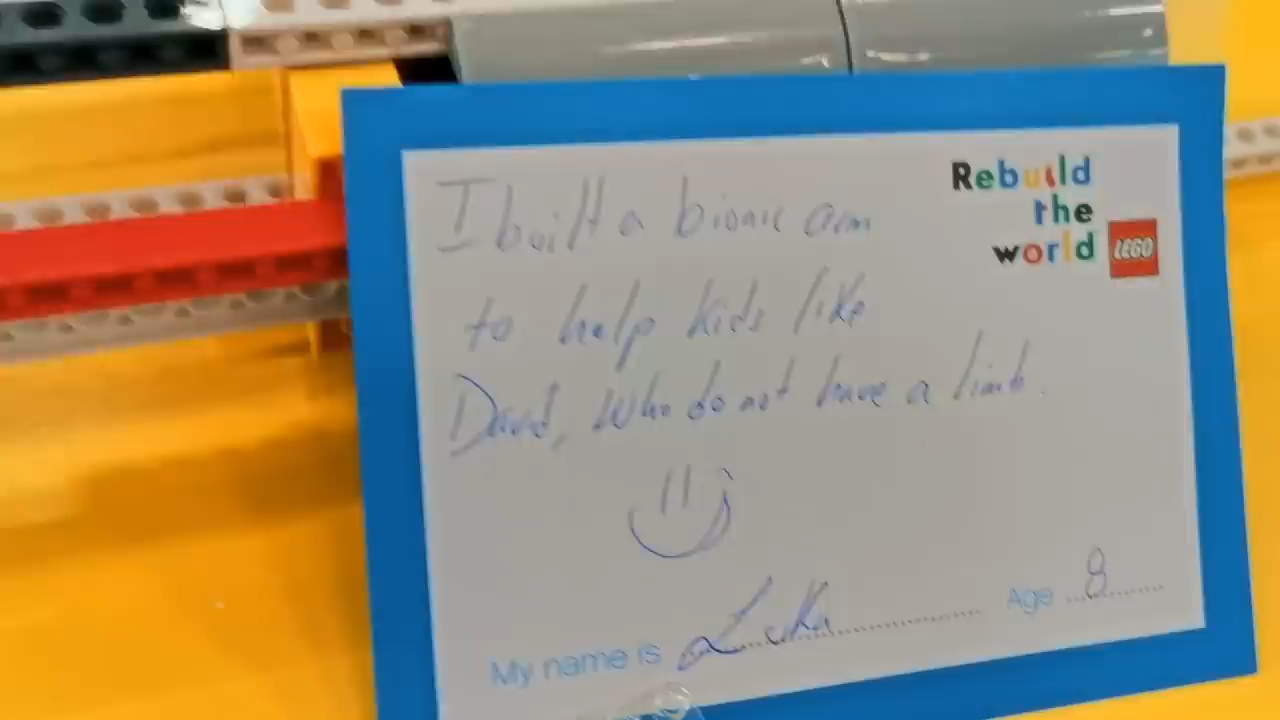 I built a bionic arm
to help kids like
David, who do not have a limb.
Rebuild
the
world
LEGO
My name is Luka
Age 8